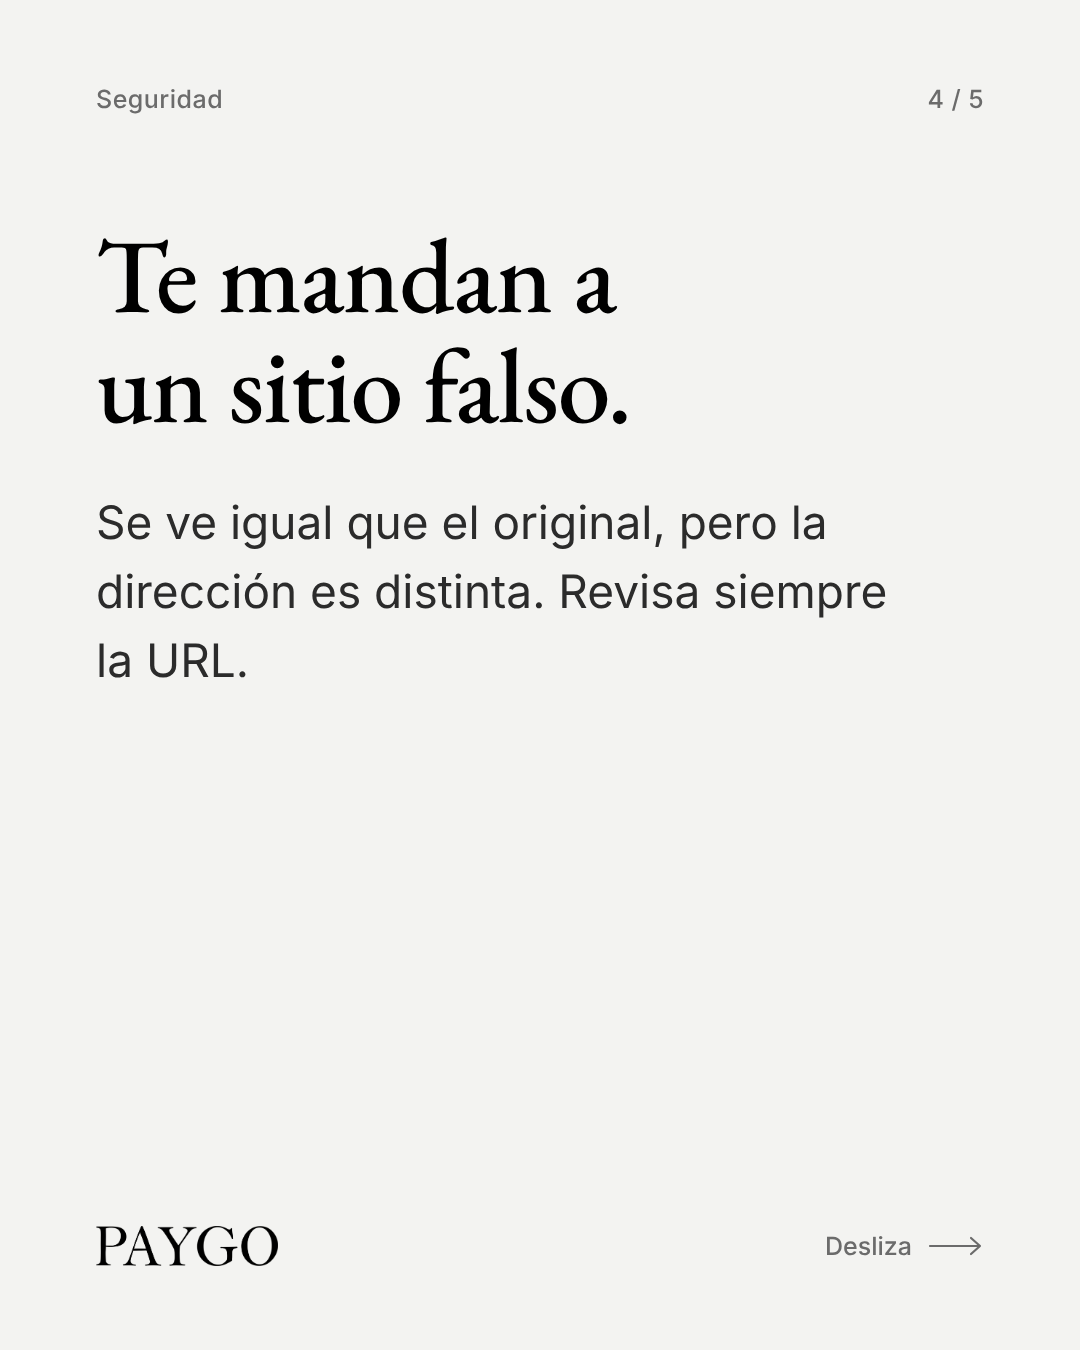 Seguridad
4 / 5
Te mandan a
un sitio falso.
Se ve igual que el original, pero la
dirección es distinta. Revisa siempre
la URL.
PAYGO
Desliza